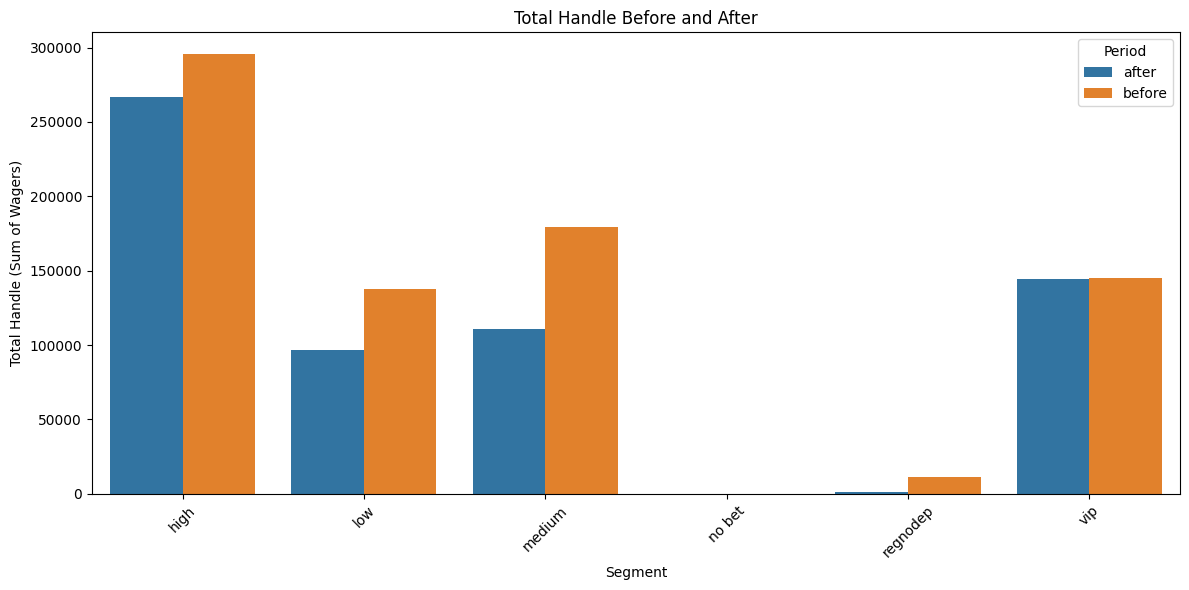 Total Handle Before and After
Total Handle (Sum of Wagers)
300000
250000
200000
150000
100000
50000
0
Period
after
before
high
low
medium
no bet
regnodep
vip
Segment